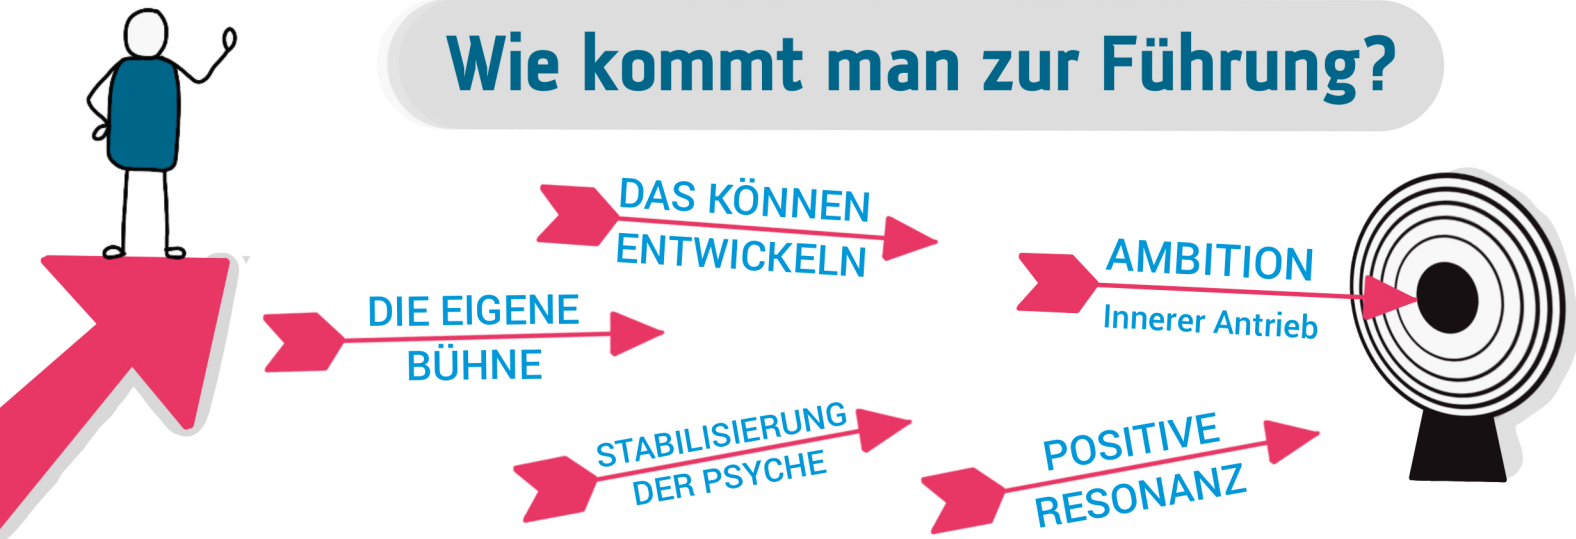 Wie kommt man zur Führung?
DIE EIGENE
BÜHNE
DAS KÖNNEN
ENTWICKELN
STABILISIERUNG
DER PSYCHE
AMBITION
Innerer Antrieb
POSITIVE
RESONANZ